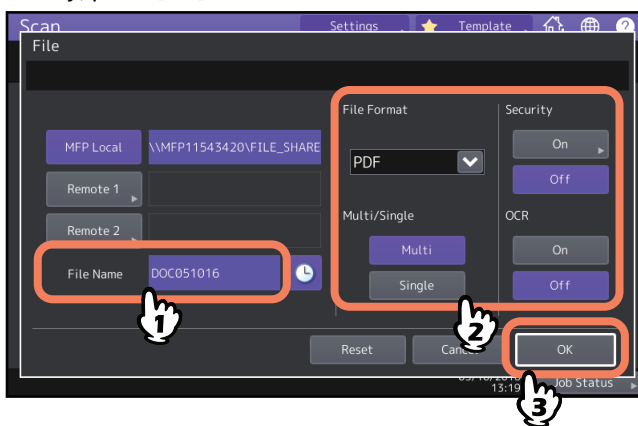 Scan
Settings
Template
File
File Format
Security
MFP Local
\\MFP11543420\FILE_SHARE
PDF
On
Off
Remote 1
Remote 2
Multi/Single
OCR
Multi
On
File Name
DOC051016
Single
Off
1
2
Reset
OK
13:19
Job Status
3